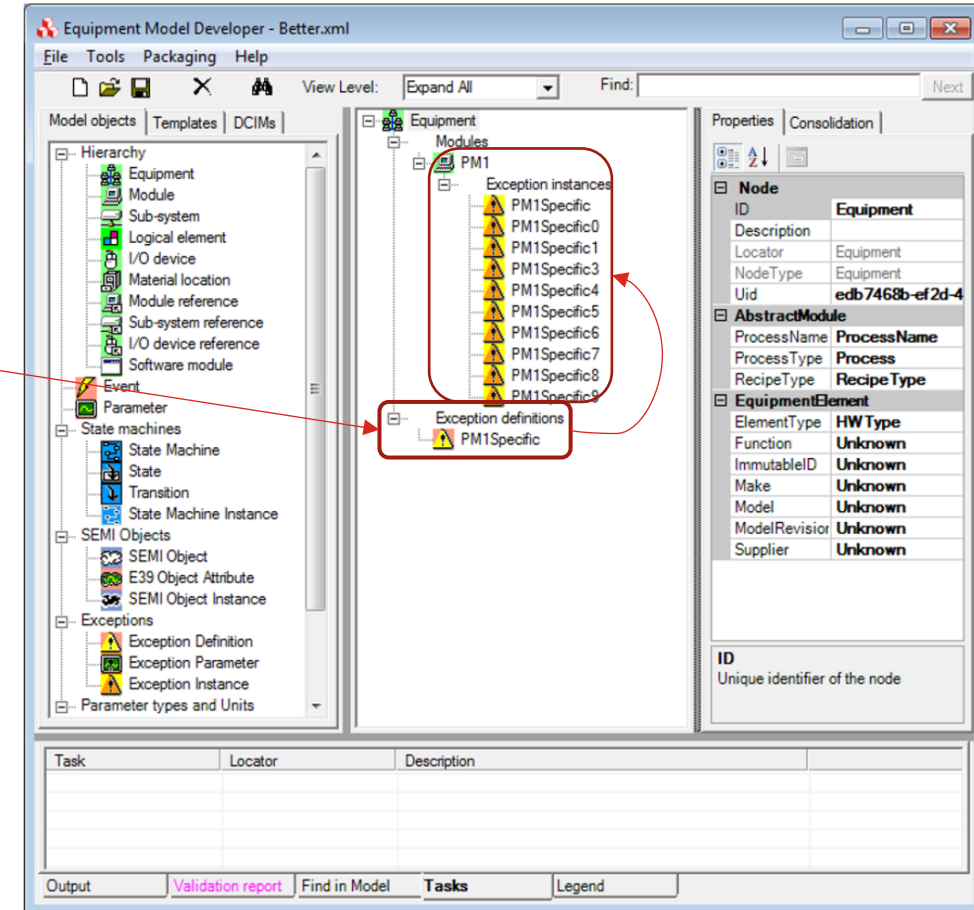 Equipment Model Developer - Better.xml
File Tools Packaging Help
View Level: Expand All Find: Next
Model objects Templates DCIMs
Hierarchy
Equipment
Module
Sub-system
Logical element
I/O device
Material location
Module reference
Sub-system reference
I/O device reference
Software module
Event
Parameter
State machines
State Machine
State
Transition
State Machine Instance
SEMI Objects
SEMI Object
E39 Object Attribute
SEMI Object Instance
Exceptions
Exception Definition
Exception Parameter
Exception Instance
Parameter types and Units
Equipment
Modules
PM1
Exception instances
PM1Specific
PM1Specific0
PM1Specific1
PM1Specific3
PM1Specific4
PM1Specific5
PM1Specific6
PM1Specific7
PM1Specific8
PM1Specific9
Exception definitions
PM1Specific
Properties Consolidation
Node
ID Equipment
Description
Locator Equipment
NodeType Equipment
Uid edb7468b-ef2d-4
AbstractModule
ProcessName ProcessName
ProcessType Process
RecipeType RecipeType
EquipmentElement
ElementType HWType
Function Unknown
ImmutableID Unknown
Make Unknown
Model Unknown
ModelRevision Unknown
Supplier Unknown
ID
Unique identifier of the node
Task Locator Description
Output Validation report Find in Model Tasks Legend